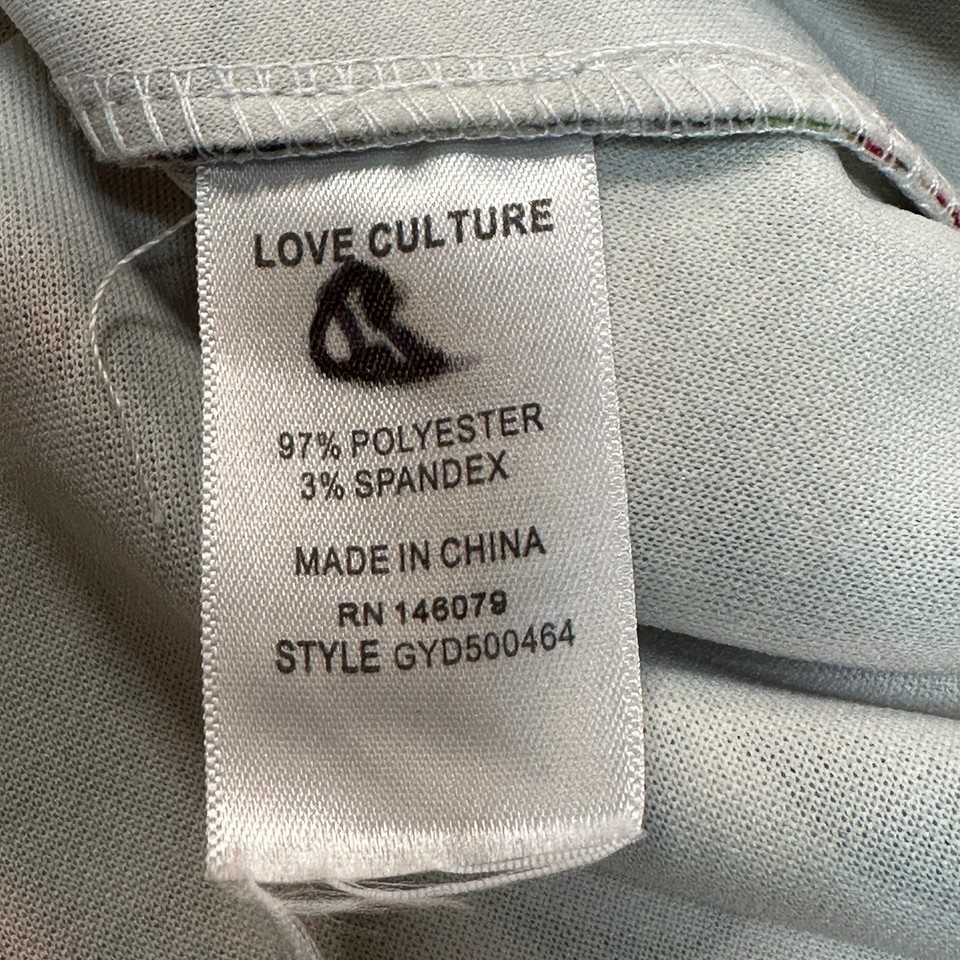 LOVE CULTURE
97% POLYESTER
3% SPANDEX
MADE IN CHINA
RN 146079
STYLE GYD500464